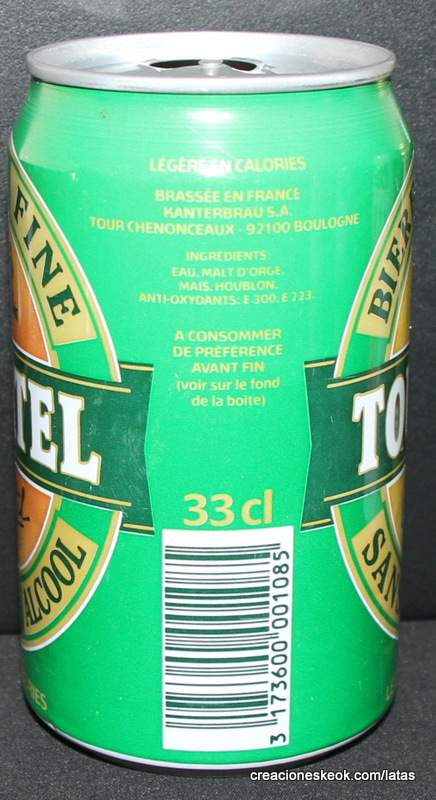 LÉGÈRE EN CALORIES
BRASSÉE EN FRANCE
KANTERBRAU S.A.
TOUR CHENONCEAUX - 92100 BOULOGNE
INGRÉDIENTS:
EAU, MALT D'ORGE,
MAIS, HOUBLON.
ANTI-OXYDANTS: E 300, E 223.
A CONSOMMER
DE PRÉFÉRENCE
AVANT FIN
(voir sur le fond
de la boite)
33 cl
3 173600 001085
FINE
TEL
ALCOOL
BIÈRE
TO
SAN
creacioneskeok.com/latas